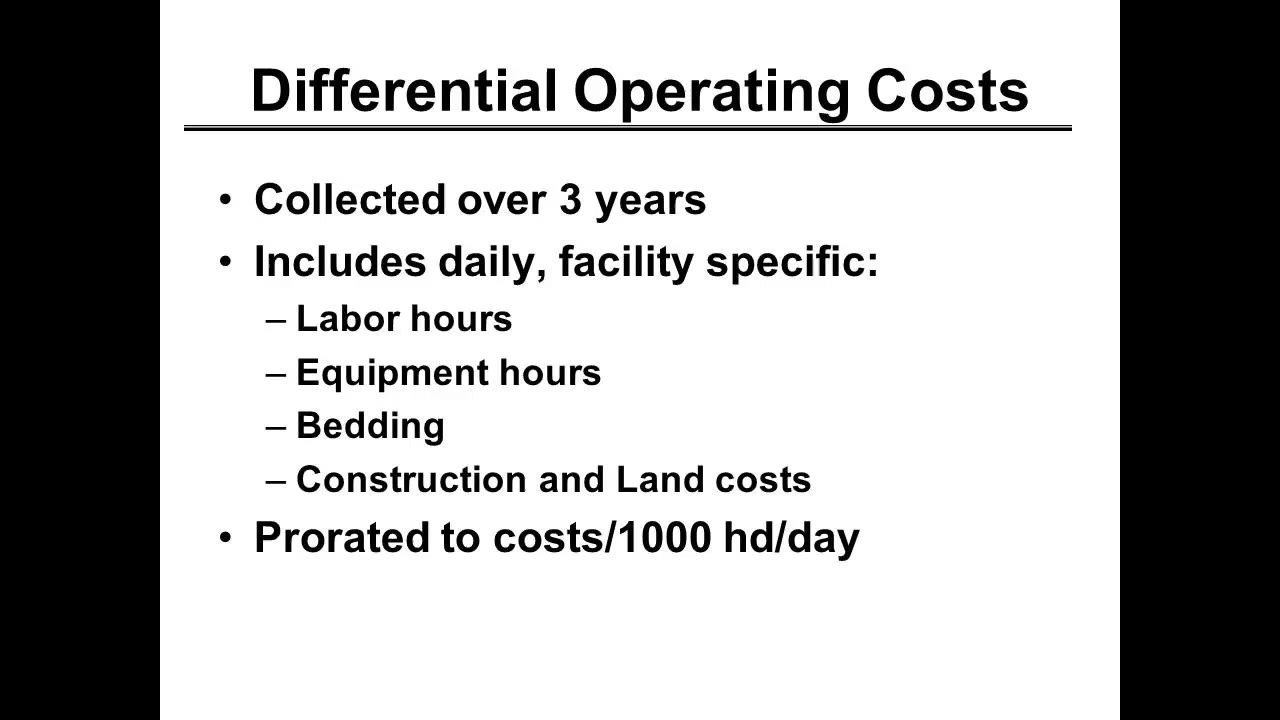 Differential Operating Costs
• Collected over 3 years
• Includes daily, facility specific:
– Labor hours
– Equipment hours
– Bedding
– Construction and Land costs
• Prorated to costs/1000 hd/day